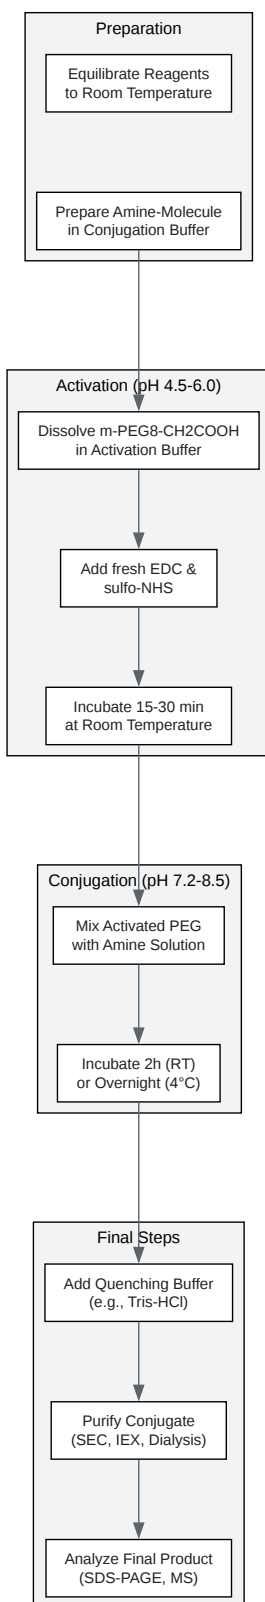 Preparation
Equilibrate Reagents
to Room Temperature
Prepare Amine-Molecule
in Conjugation Buffer
Activation (pH 4.5-6.0)
Dissolve m-PEG8-CH2COOH
in Activation Buffer
Add fresh EDC &
sulfo-NHS
Incubate 15-30 min
at Room Temperature
Conjugation (pH 7.2-8.5)
Mix Activated PEG
with Amine Solution
Incubate 2h (RT)
or Overnight (4°C)
Final Steps
Add Quenching Buffer
(e.g., Tris-HCl)
Purify Conjugate
(SEC, IEX, Dialysis)
Analyze Final Product
(SDS-PAGE, MS)